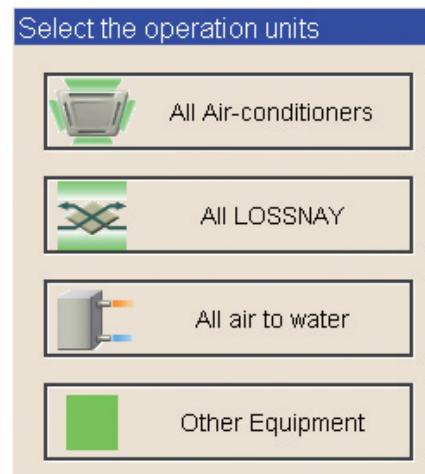 Select the operation units
All Air-conditioners
All LOSSNAY
All air to water
Other Equipment